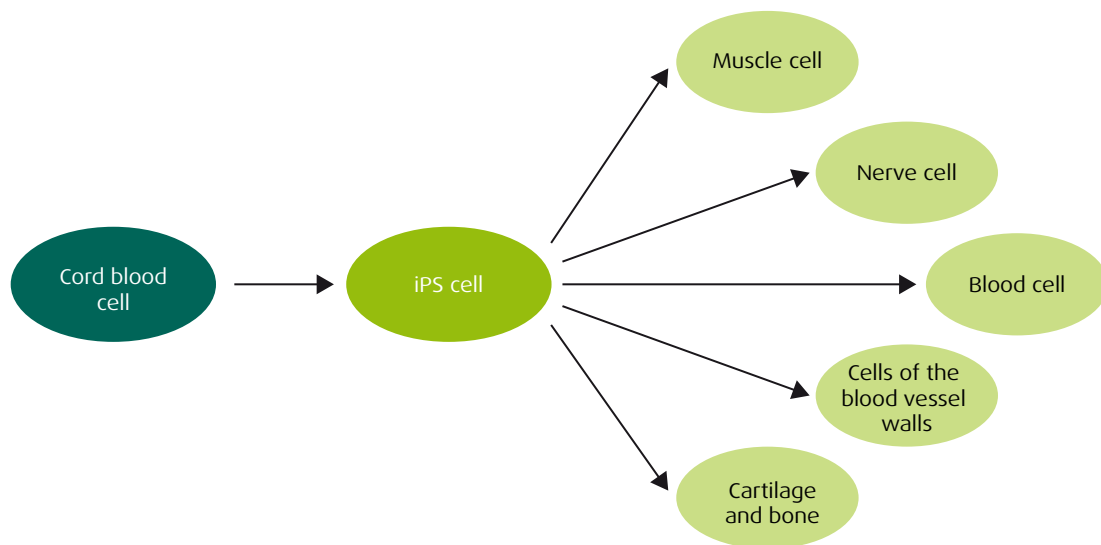 Muscle cell
Nerve cell
Cord blood
cell
iPS cell
Blood cell
Cells of the
blood vessel
walls
Cartilage
and bone